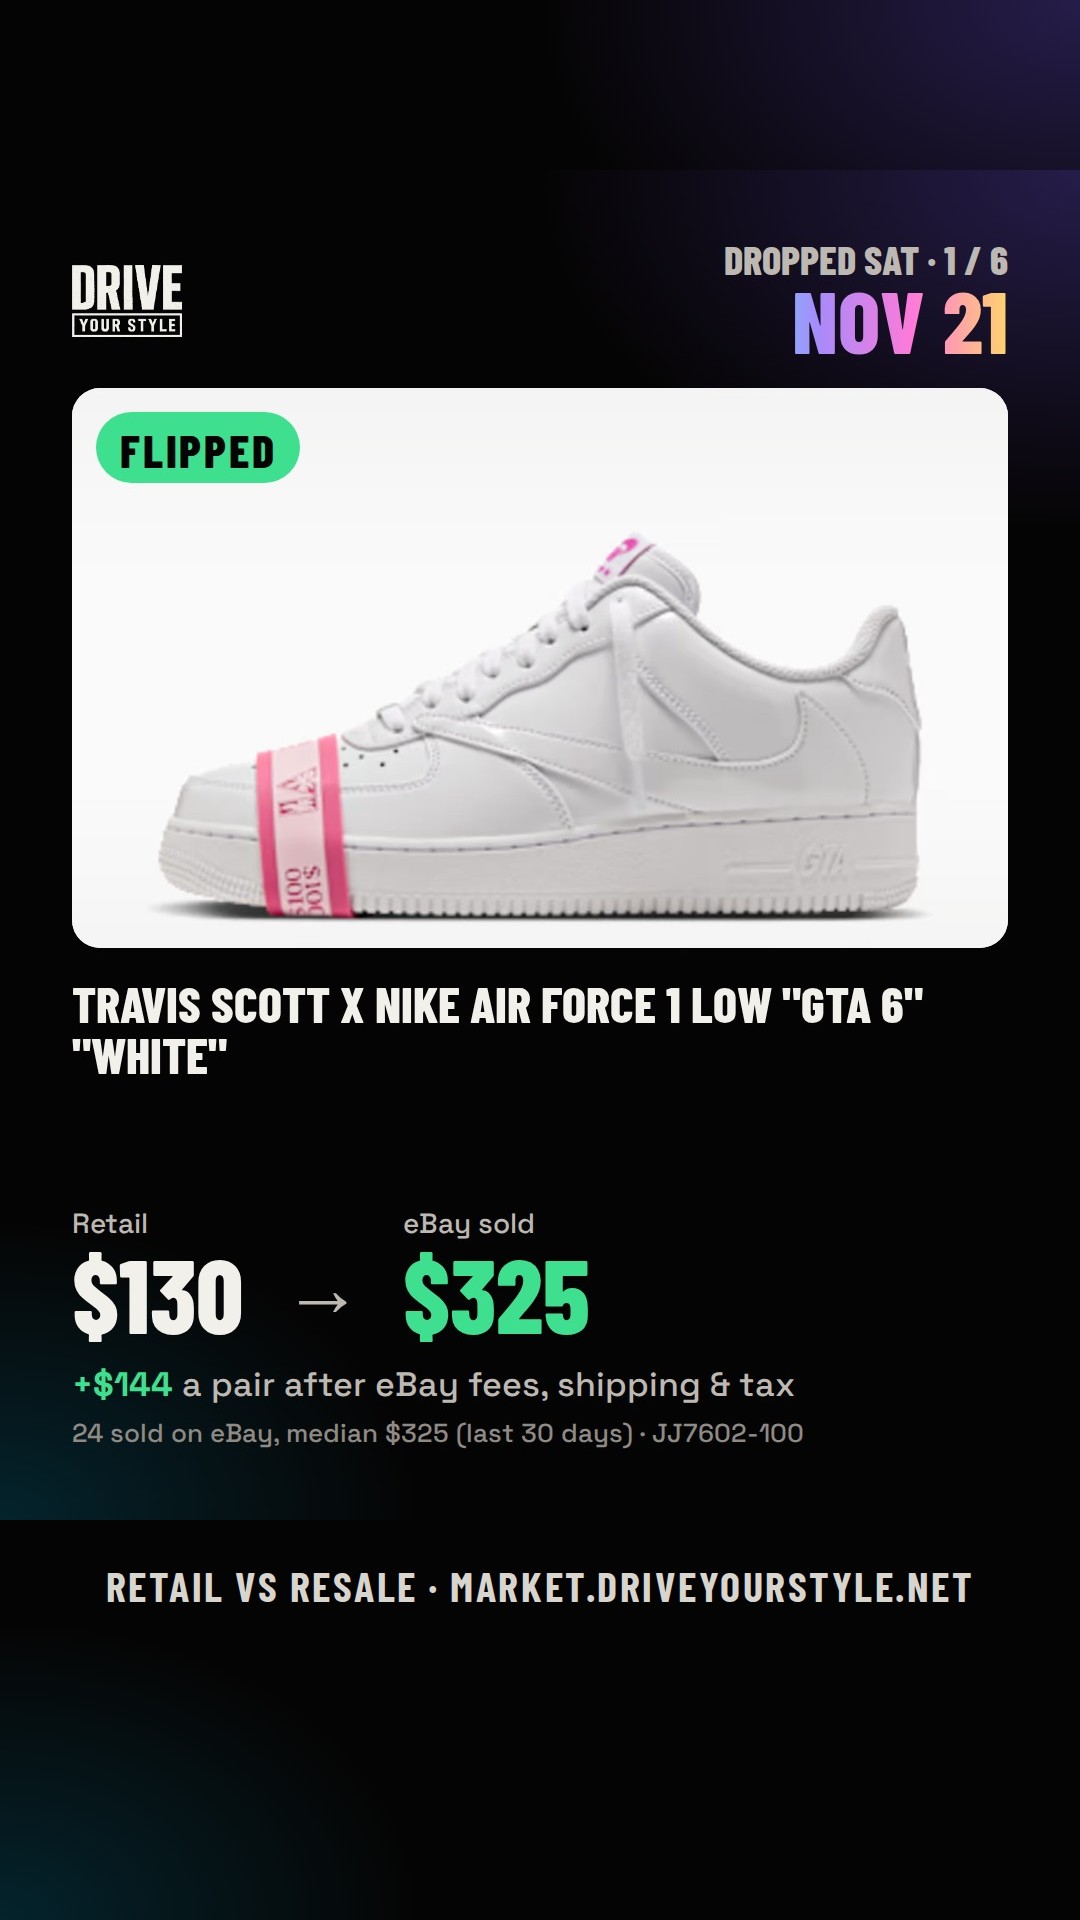 DRIVE
YOUR STYLE
DROPPED SAT · 1 / 6
NOV 21
FLIPPED
GTA
TRAVIS SCOTT X NIKE AIR FORCE 1 LOW "GTA 6"
"WHITE"
Retail
eBay sold
$130 → $325
+$144 a pair after eBay fees, shipping & tax
24 sold on eBay, median $325 (last 30 days) · JJ7602-100
RETAIL VS RESALE · MARKET.DRIVEYOURSTYLE.NET